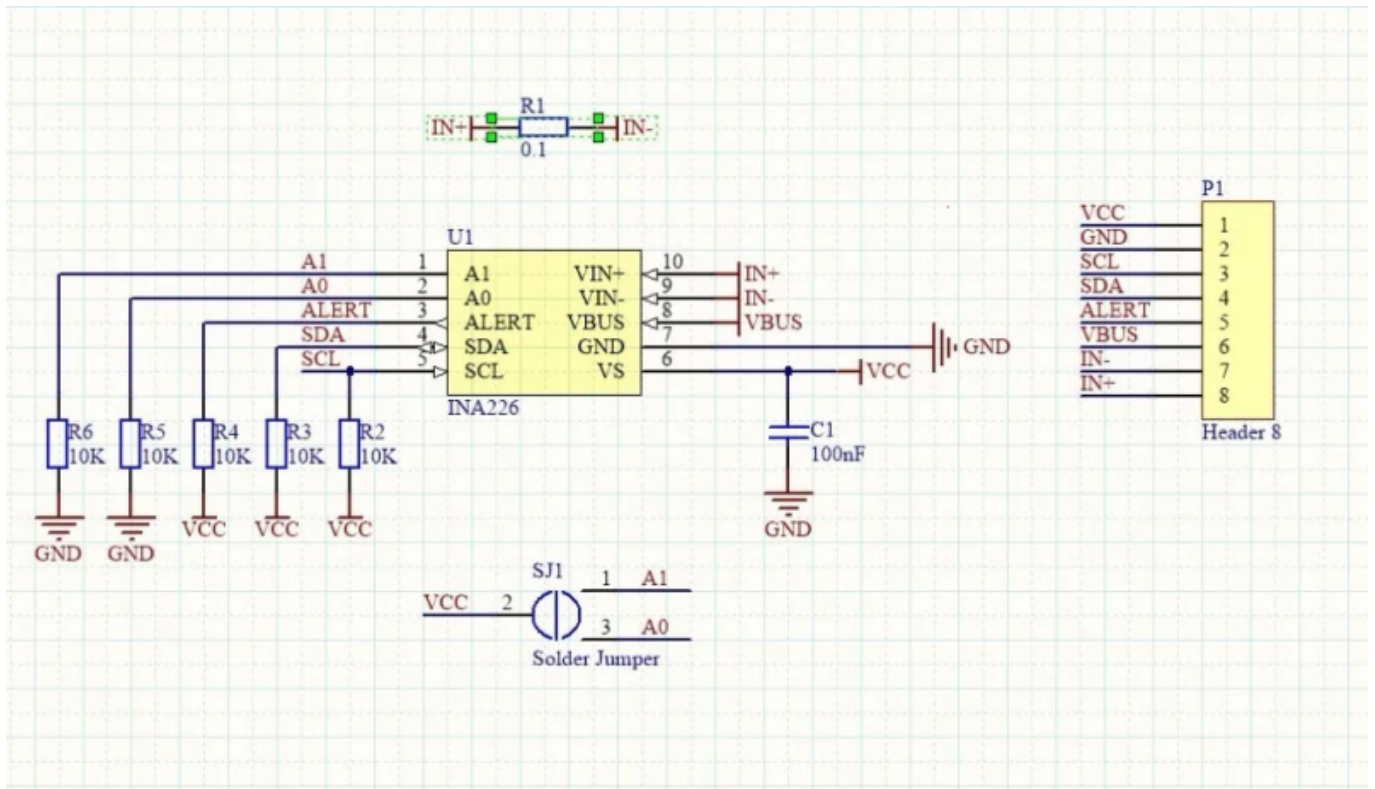 R1
IN+ IN-
0.1
P1
VCC 1
GND 2
SCL 3
SDA 4
ALERT 5
VBUS 6
IN- 7
IN+ 8
Header 8
U1
A1 1 A1 VIN+ 10 IN+
A0 2 A0 VIN- 9 IN-
ALERT 3 ALERT VBUS 8 VBUS
SDA 4 SDA GND 7 GND
SCL 5 SCL VS 6 VCC
INA226
R6 R5 R4 R3 R2
10K 10K 10K 10K 10K
GND GND VCC VCC VCC
C1
100nF
GND
SJ1
1 A1
VCC 2
3 A0
Solder Jumper